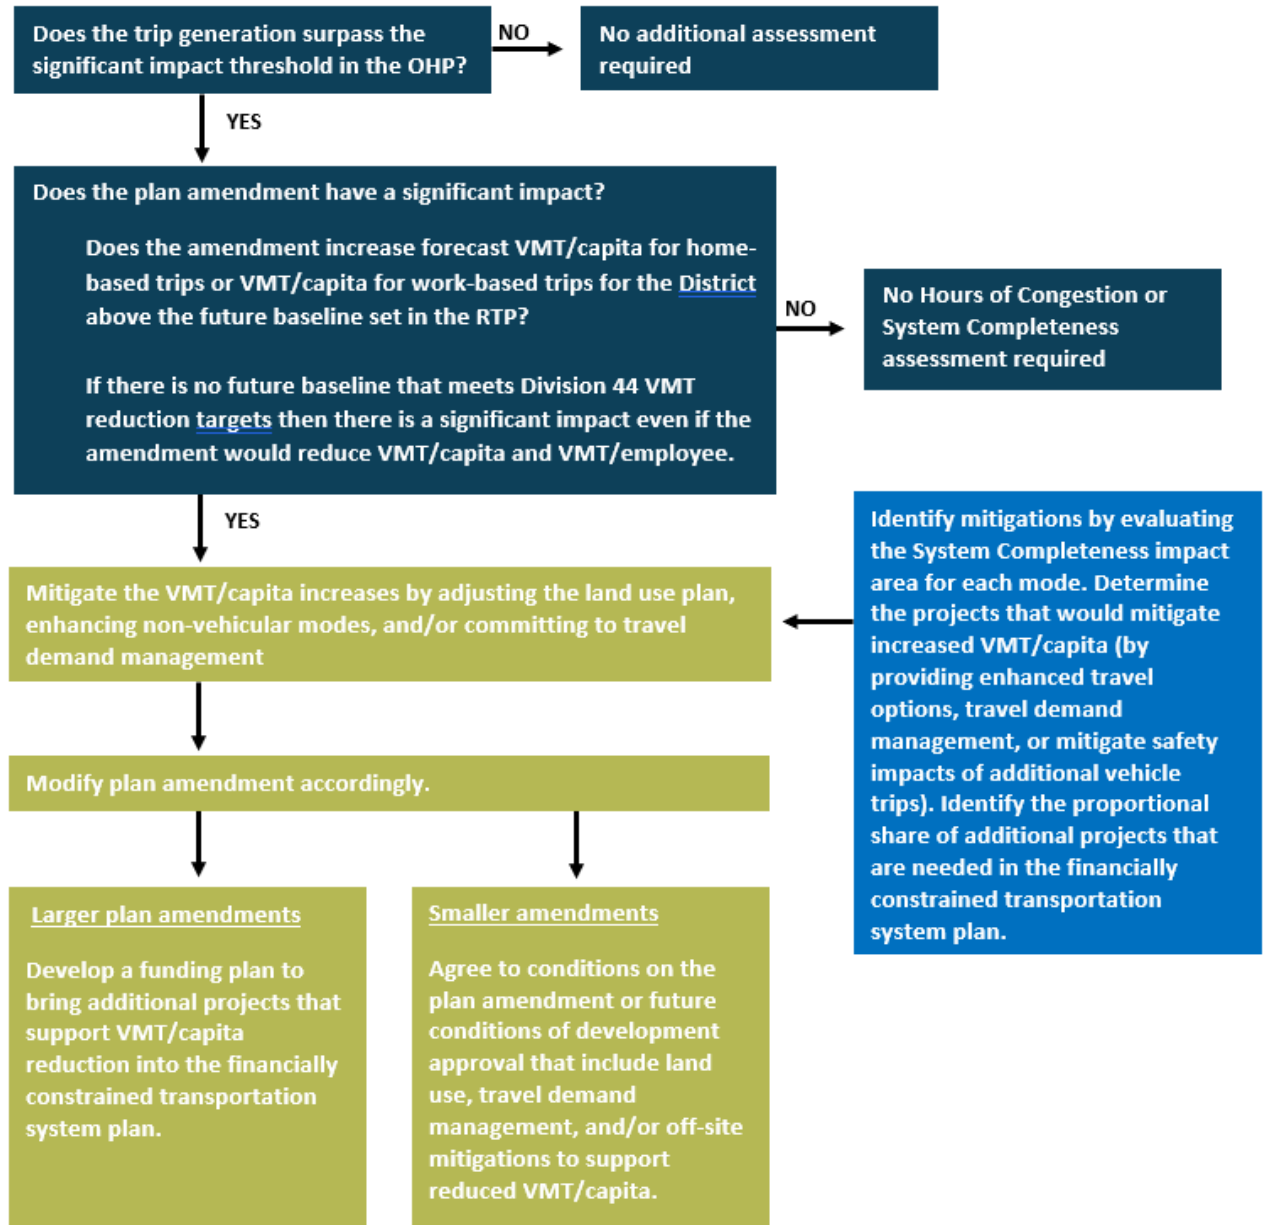 Does the trip generation surpass the
significant impact threshold in the OHP?
NO
No additional assessment
required
YES
Does the plan amendment have a significant impact?
Does the amendment increase forecast VMT/capita for home-
based trips or VMT/capita for work-based trips for the District
above the future baseline set in the RTP?
If there is no future baseline that meets Division 44 VMT
reduction targets then there is a significant impact even if the
amendment would reduce VMT/capita and VMT/employee.
NO
No Hours of Congestion or
System Completeness
assessment required
YES
Mitigate the VMT/capita increases by adjusting the land use plan,
enhancing non-vehicular modes, and/or committing to travel
demand management
Identify mitigations by evaluating
the System Completeness impact
area for each mode. Determine
the projects that would mitigate
increased VMT/capita (by
providing enhanced travel
options, travel demand
management, or mitigate safety
impacts of additional vehicle
trips). Identify the proportional
share of additional projects that
are needed in the financially
constrained transportation
system plan.
Modify plan amendment accordingly.
Larger plan amendments
Develop a funding plan to
bring additional projects that
support VMT/capita
reduction into the financially
constrained transportation
system plan.
Smaller amendments
Agree to conditions on the
plan amendment or future
conditions of development
approval that include land
use, travel demand
management, and/or off-site
mitigations to support
reduced VMT/capita.